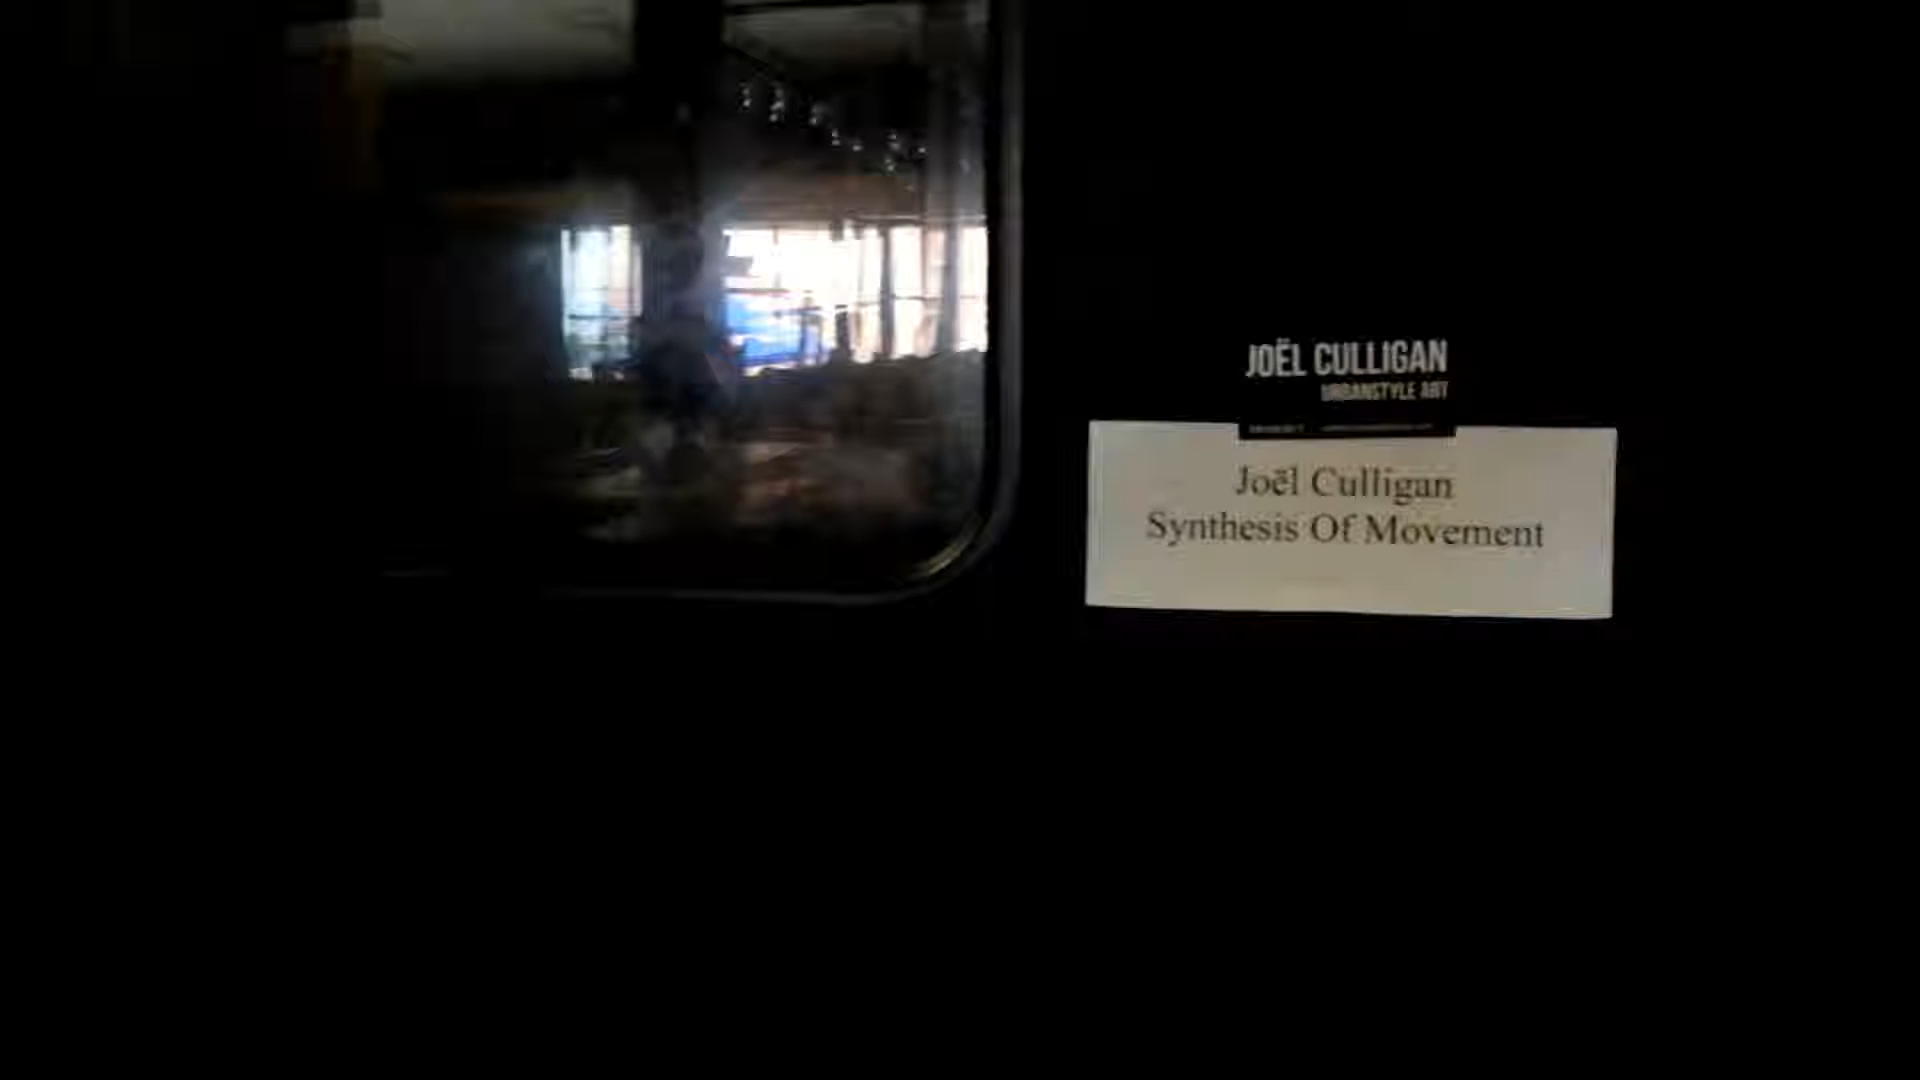 JOËL CULLIGAN
URBANSTYLE ART
Joël Culligan
Synthesis Of Movement